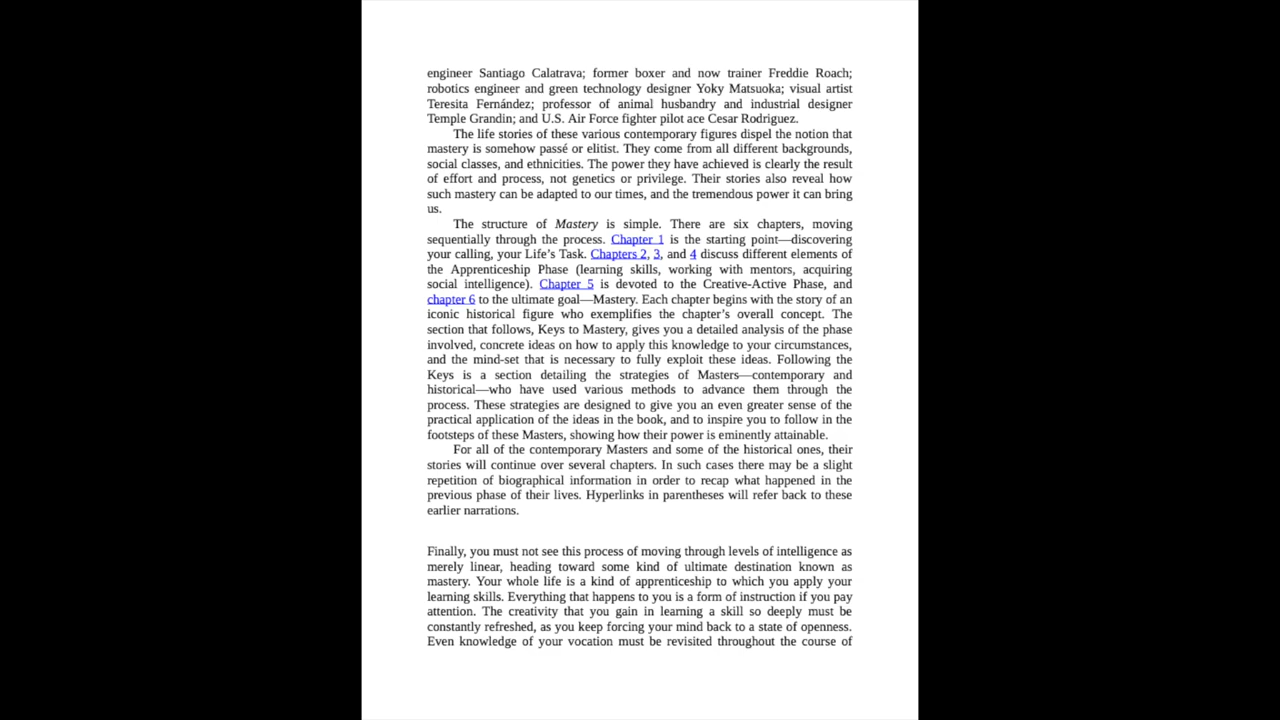 engineer Santiago Calatrava; former boxer and now trainer Freddie Roach;
robotics engineer and green technology designer Yoky Matsuoka; visual artist
Teresita Fernández; professor of animal husbandry and industrial designer
Temple Grandin; and U.S. Air Force fighter pilot ace Cesar Rodriguez.
The life stories of these various contemporary figures dispel the notion that
mastery is somehow passé or elitist. They come from all different backgrounds,
social classes, and ethnicities. The power they have achieved is clearly the result
of effort and process, not genetics or privilege. Their stories also reveal how
such mastery can be adapted to our times, and the tremendous power it can bring
us.
The structure of Mastery is simple. There are six chapters, moving
sequentially through the process. Chapter 1 is the starting point—discovering
your calling, your Life’s Task. Chapters 2, 3, and 4 discuss different elements of
the Apprenticeship Phase (learning skills, working with mentors, acquiring
social intelligence). Chapter 5 is devoted to the Creative-Active Phase, and
chapter 6 to the ultimate goal—Mastery. Each chapter begins with the story of an
iconic historical figure who exemplifies the chapter’s overall concept. The
section that follows, Keys to Mastery, gives you a detailed analysis of the phase
involved, concrete ideas on how to apply this knowledge to your circumstances,
and the mind-set that is necessary to fully exploit these ideas. Following the
Keys is a section detailing the strategies of Masters—contemporary and
historical—who have used various methods to advance them through the
process. These strategies are designed to give you an even greater sense of the
practical application of the ideas in the book, and to inspire you to follow in the
footsteps of these Masters, showing how their power is eminently attainable.
For all of the contemporary Masters and some of the historical ones, their
stories will continue over several chapters. In such cases there may be a slight
repetition of biographical information in order to recap what happened in the
previous phase of their lives. Hyperlinks in parentheses will refer back to these
earlier narrations.
Finally, you must not see this process of moving through levels of intelligence as
merely linear, heading toward some kind of ultimate destination known as
mastery. Your whole life is a kind of apprenticeship to which you apply your
learning skills. Everything that happens to you is a form of instruction if you pay
attention. The creativity that you gain in learning a skill so deeply must be
constantly refreshed, as you keep forcing your mind back to a state of openness.
Even knowledge of your vocation must be revisited throughout the course of